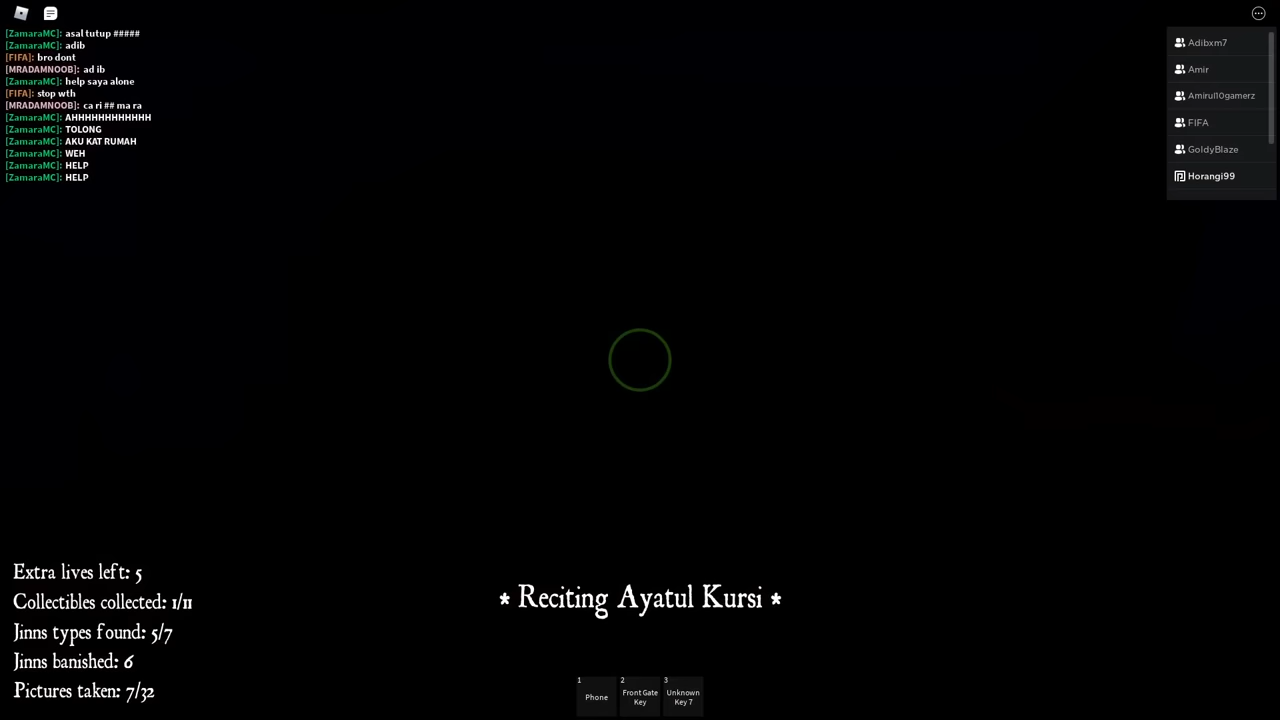 [ZamaraMC]: asal tutup #####
[ZamaraMC]: adib
[FIFA]: bro dont
[MRADAMNOOB]: ad ib
[ZamaraMC]: help saya alone
[FIFA]: stop wth
[MRADAMNOOB]: ca ri ## ma ra
[ZamaraMC]: AHHHHHHHHHHHH
[ZamaraMC]: TOLONG
[ZamaraMC]: AKU KAT RUMAH
[ZamaraMC]: WEH
[ZamaraMC]: HELP
[ZamaraMC]: HELP
Adibxm7
Amir
Amirul10gamerz
FIFA
GoldyBlaze
Horangi99
* Reciting Ayatul Kursi *
Extra lives left: 5
Collectibles collected: 1/11
Jinns types found: 5/7
Jinns banished: 6
Pictures taken: 7/32
1
Phone
2
Front Gate
Key
3
Unknown
Key 7